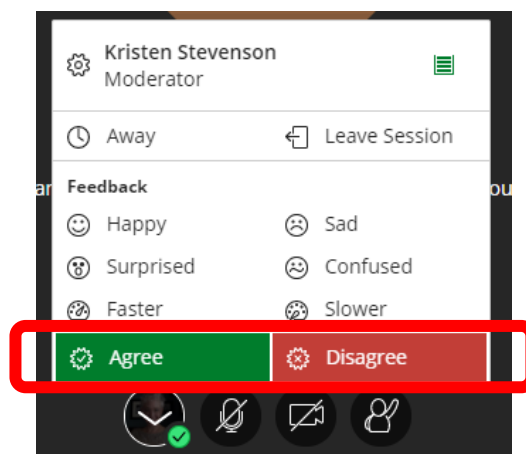 Kristen Stevenson
Moderator
Away Leave Session
Feedback
Happy Sad
Surprised Confused
Faster Slower
Agree Disagree